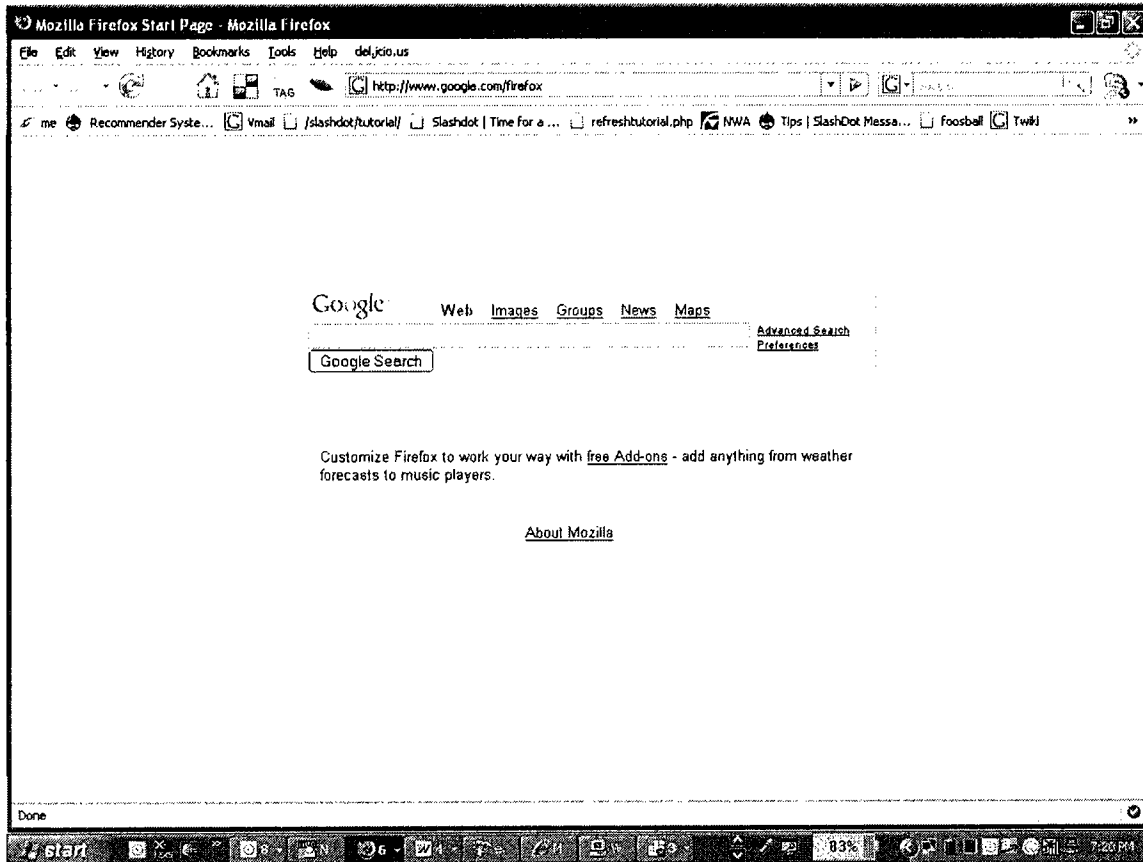 Mozilla Firefox Start Page - Mozilla Firefox
File Edit View History Bookmarks Tools Help del.icio.us
TAG http://www.google.com/firefox
me Recommender Syste... Vmail /slashdot/tutorial/ Slashdot | Time for a ... refreshtutorial.php NWA Tips | SlashDot Messa... foosball Twiki »
Google Web Images Groups News Maps
Advanced Search
Preferences
Google Search
Customize Firefox to work your way with free Add-ons - add anything from weather
forecasts to music players.
About Mozilla
Done
start 83% 7:20 PM